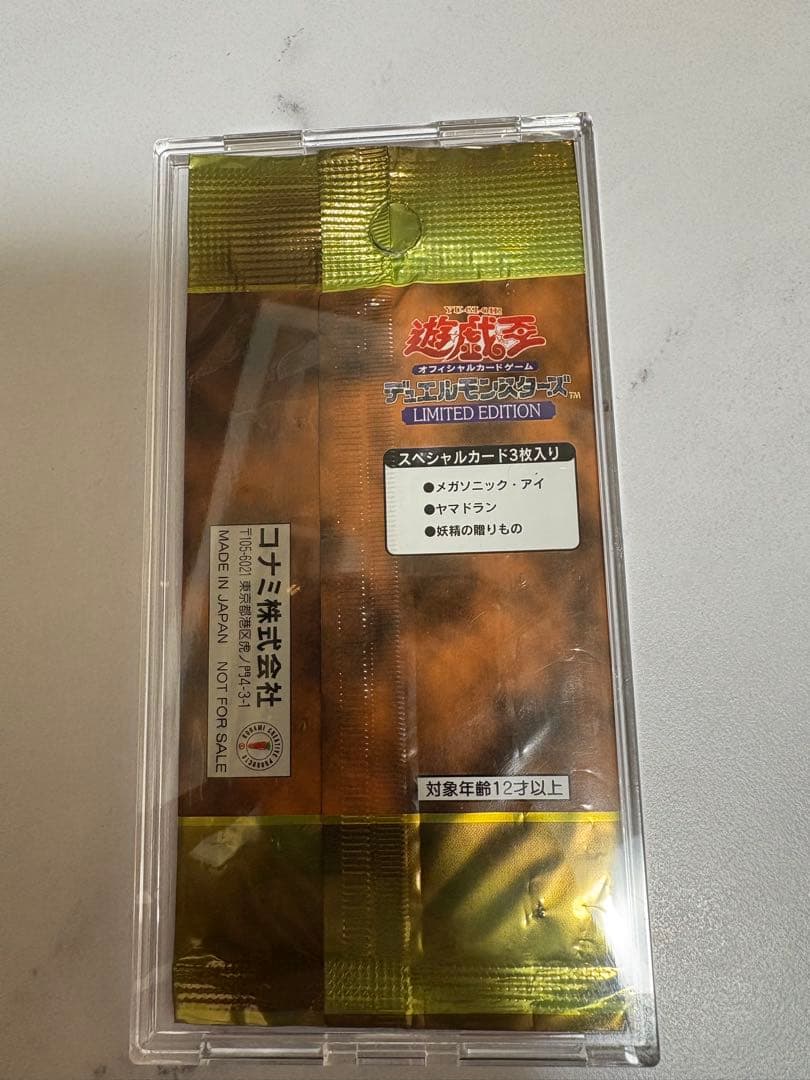 YU-GI-OH!
遊戯王
オフィシャルカードゲーム
デュエルモンスターズ™
LIMITED EDITION
スペシャルカード3枚入り
●メガソニック・アイ
●ヤマドラン
●妖精の贈りもの
コナミ株式会社
〒105-6021 東京都港区虎ノ門4-3-1
MADE IN JAPAN NOT FOR SALE
KONAMI CREATIVE PRODUCTS
対象年齢12才以上